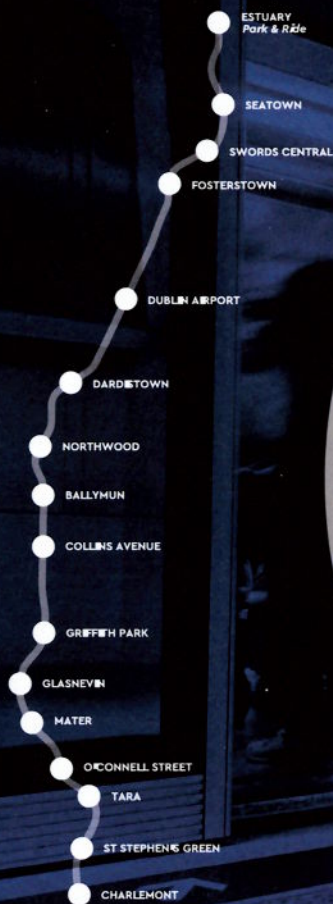 ESTUARY
Park & Ride
SEATOWN
SWORDS CENTRAL
FOSTERSTOWN
DUBLIN AIRPORT
DARDISTOWN
NORTHWOOD
BALLYMUN
COLLINS AVENUE
GRIFFITH PARK
GLASNEVIN
MATER
O'CONNELL STREET
TARA
ST STEPHEN'S GREEN
CHARLEMONT